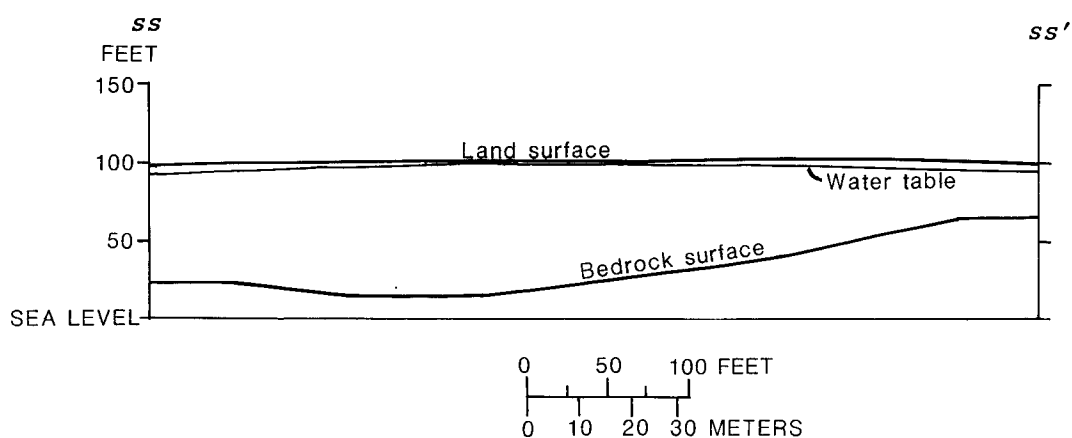 ss
ss'
FEET
150
100
50
SEA LEVEL
Land surface
Water table
Bedrock surface
0 50 100 FEET
0 10 20 30 METERS